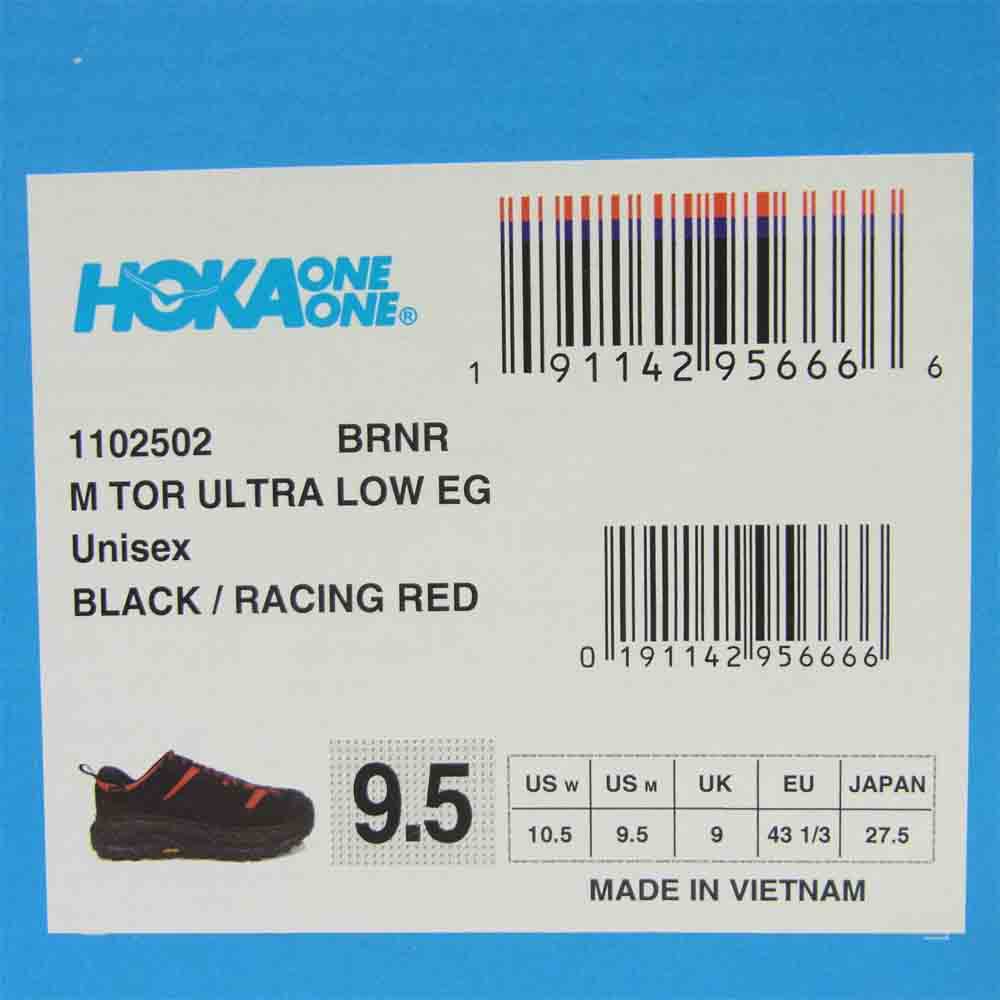 HOKA ONE ONE®
1 91142 95666 6
1102502 BRNR
M TOR ULTRA LOW EG
Unisex
BLACK / RACING RED
0 191142 956666
9.5
US W US M UK EU JAPAN
10.5 9.5 9 43 1/3 27.5
MADE IN VIETNAM